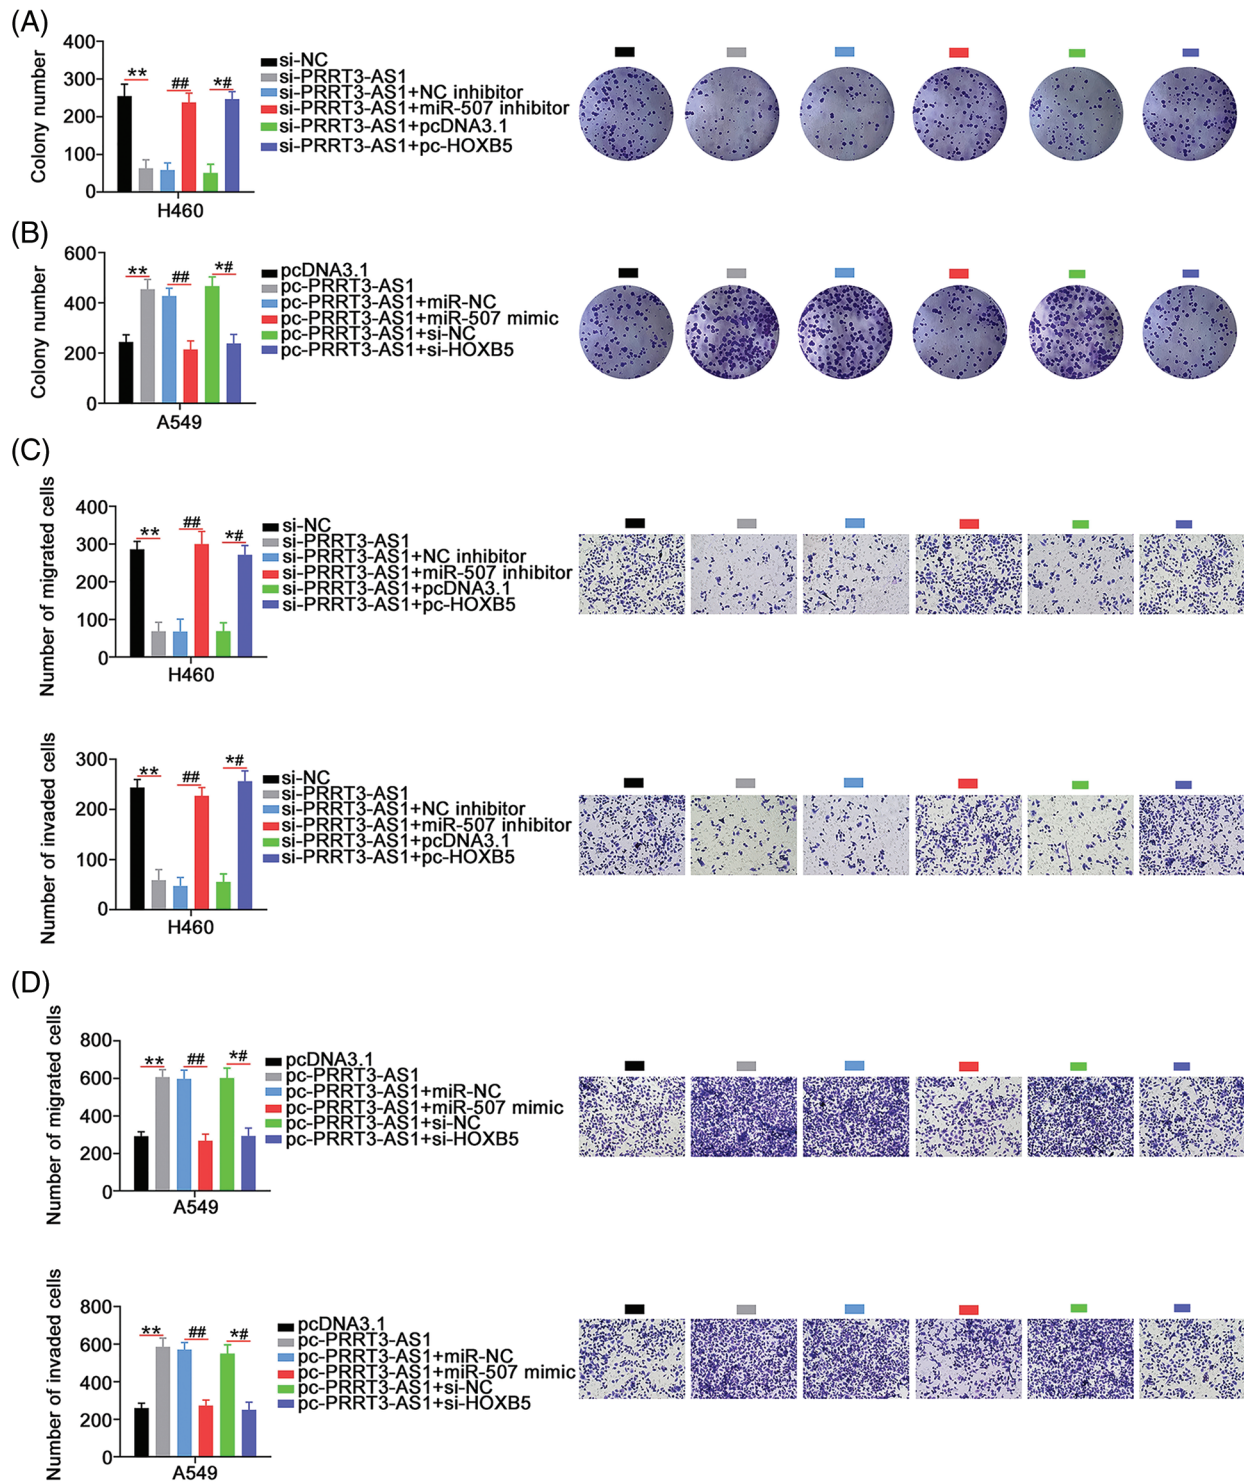 (A)
Colony number
400
300
200
100
0
** ## *#
H460
si-NC
si-PRRT3-AS1
si-PRRT3-AS1+NC inhibitor
si-PRRT3-AS1+miR-507 inhibitor
si-PRRT3-AS1+pcDNA3.1
si-PRRT3-AS1+pc-HOXB5
(B)
Colony number
600
400
200
0
** ## *#
A549
pcDNA3.1
pc-PRRT3-AS1
pc-PRRT3-AS1+miR-NC
pc-PRRT3-AS1+miR-507 mimic
pc-PRRT3-AS1+si-NC
pc-PRRT3-AS1+si-HOXB5
(C)
Number of migrated cells
400
300
200
100
0
** ## *#
H460
si-NC
si-PRRT3-AS1
si-PRRT3-AS1+NC inhibitor
si-PRRT3-AS1+miR-507 inhibitor
si-PRRT3-AS1+pcDNA3.1
si-PRRT3-AS1+pc-HOXB5
Number of invaded cells
300
200
100
0
** ## *#
H460
si-NC
si-PRRT3-AS1
si-PRRT3-AS1+NC inhibitor
si-PRRT3-AS1+miR-507 inhibitor
si-PRRT3-AS1+pcDNA3.1
si-PRRT3-AS1+pc-HOXB5
(D)
Number of migrated cells
800
600
400
200
0
** ## *#
A549
pcDNA3.1
pc-PRRT3-AS1
pc-PRRT3-AS1+miR-NC
pc-PRRT3-AS1+miR-507 mimic
pc-PRRT3-AS1+si-NC
pc-PRRT3-AS1+si-HOXB5
Number of invaded cells
800
600
400
200
0
** ## *#
A549
pcDNA3.1
pc-PRRT3-AS1
pc-PRRT3-AS1+miR-NC
pc-PRRT3-AS1+miR-507 mimic
pc-PRRT3-AS1+si-NC
pc-PRRT3-AS1+si-HOXB5